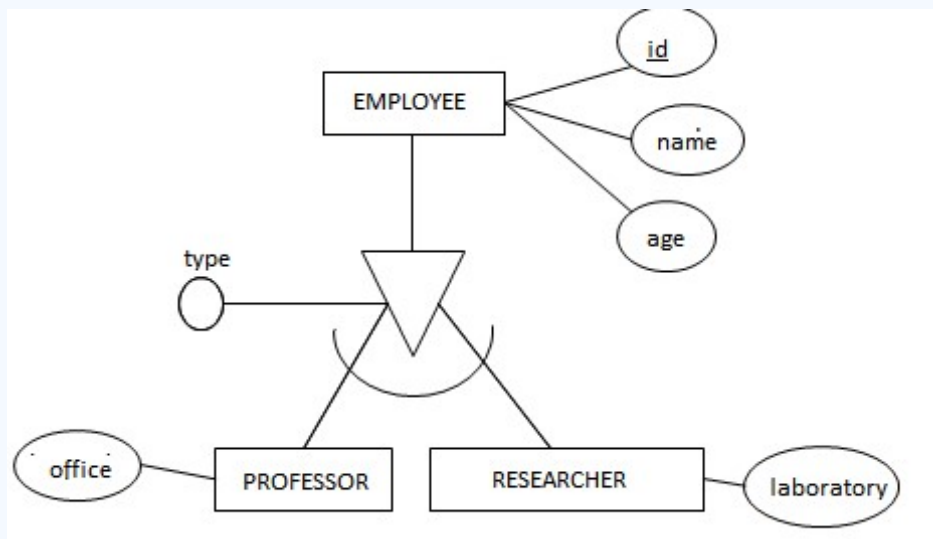 id
EMPLOYEE
name
age
type
office
PROFESSOR
RESEARCHER
laboratory